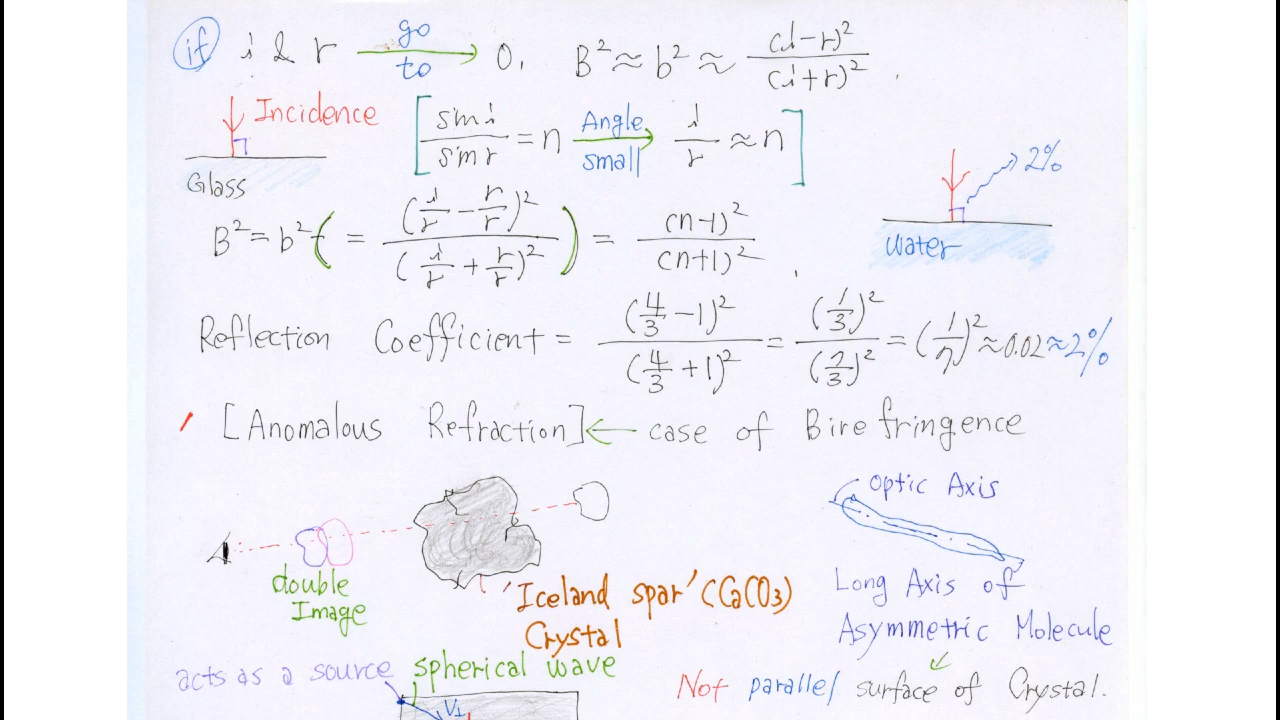 if i & r go to → 0, B² ≈ b² ≈ (i-r)² / (i+r)² .
Incidence
[ sin i / sin r = n Angle small → i / r ≈ n ]
Glass
2%
Water
B² = b² ( = (i/r - r/r)² / (i/r + r/r)² ) = (n-1)² / (n+1)² ,
Reflection Coefficient = (4/3 - 1)² / (4/3 + 1)² = (1/3)² / (7/3)² = (1/7)² ≈ 0.02 ≈ 2%
[Anomalous Refraction] ← case of Birefringence
Optic Axis
double
Image
'Iceland spar' (CaCO3)
Crystal
Long Axis of
Asymmetric Molecule
acts as a source
spherical wave
Not parallel surface of Crystal.
V⊥